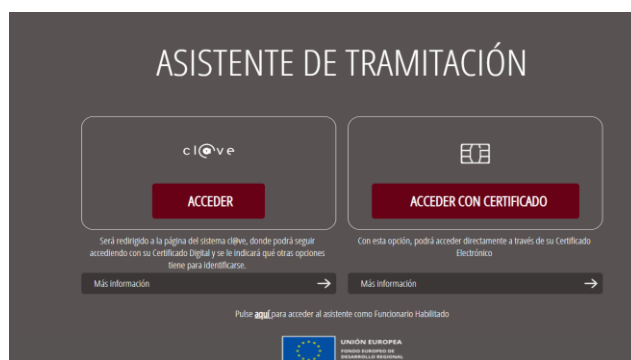 ASISTENTE DE TRAMITACIÓN
cl@ve
ACCEDER
Será redirigido a la página del sistema cl@ve, donde podrá seguir
accediendo con su Certificado Digital y se le indicará qué otras opciones
tiene para identificarse.
Más información
ACCEDER CON CERTIFICADO
Con esta opción, podrá acceder directamente a través de su Certificado
Electrónico
Más información
Pulse aquí para acceder al asistente como Funcionario Habilitado
UNIÓN EUROPEA
FONDO EUROPEO DE
DESARROLLO REGIONAL